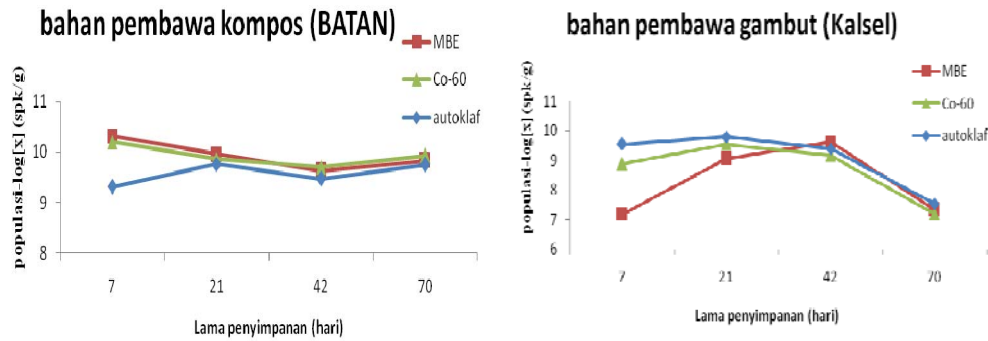 bahan pembawa kompos (BATAN)
MBE
Co-60
autoklaf
populasi-log[x] (spk/g)
11
10
9
8
7
21
42
70
Lama penyimpanan (hari)
bahan pembawa gambut (Kalsel)
MBE
Co-60
autoklaf
populasi-log[x] (spk/g)
11
10
9
8
7
6
7
21
42
70
Lama penyimpanan (hari)